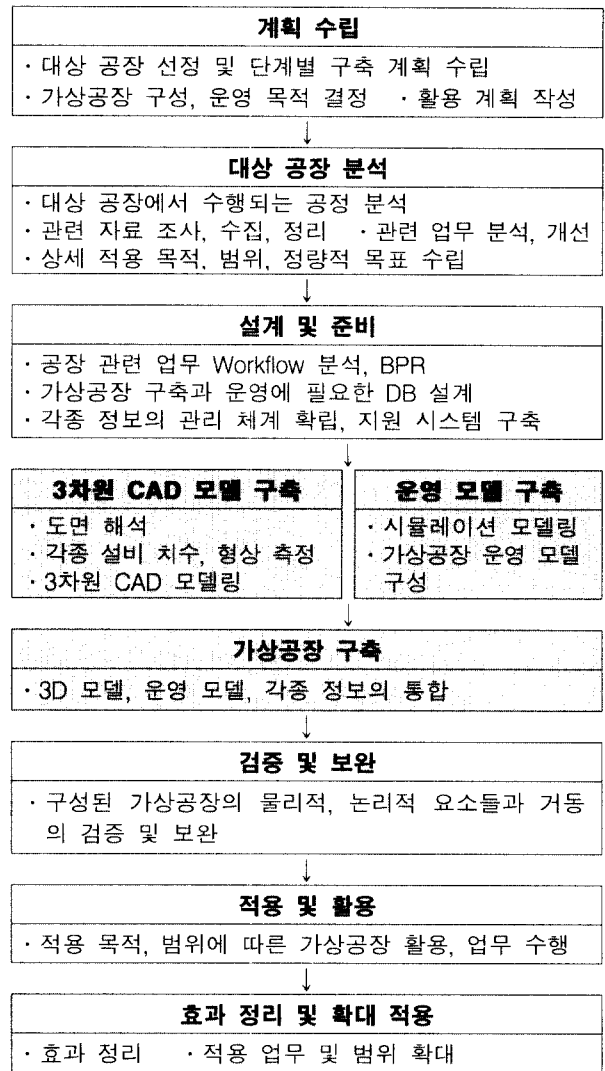 계획 수립
· 대상 공장 선정 및 단계별 구축 계획 수립
· 가상공장 구성, 운영 목적 결정 · 활용 계획 작성
↓
대상 공장 분석
· 대상 공장에서 수행되는 공정 분석
· 관련 자료 조사, 수집, 정리 · 관련 업무 분석, 개선
· 상세 적용 목적, 범위, 정량적 목표 수립
↓
설계 및 준비
· 공장 관련 업무 Workflow 분석, BPR
· 가상공장 구축과 운영에 필요한 DB 설계
· 각종 정보의 관리 체계 확립, 지원 시스템 구축
↓
3차원 CAD 모델 구축
· 도면 해석
· 각종 설비 치수, 형상 측정
· 3차원 CAD 모델링
운영 모델 구축
· 시뮬레이션 모델링
· 가상공장 운영 모델
구성
↓
가상공장 구축
· 3D 모델, 운영 모델, 각종 정보의 통합
↓
검증 및 보완
· 구성된 가상공장의 물리적, 논리적 요소들과 거동
의 검증 및 보완
↓
적용 및 활용
· 적용 목적, 범위에 따른 가상공장 활용, 업무 수행
↓
효과 정리 및 확대 적용
· 효과 정리 · 적용 업무 및 범위 확대